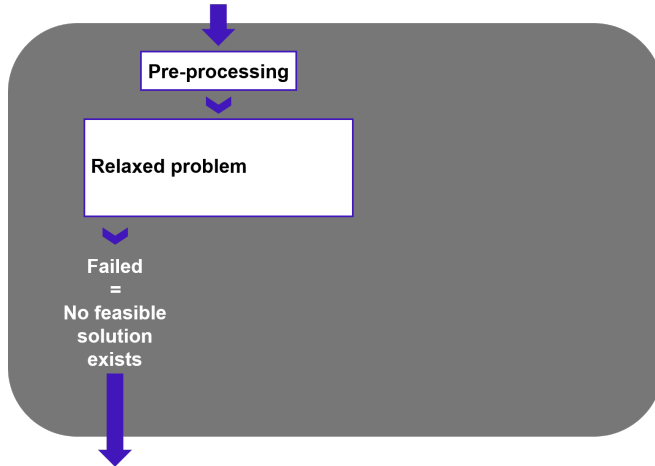 Pre-processing
Relaxed problem
Failed
=
No feasible
solution
exists